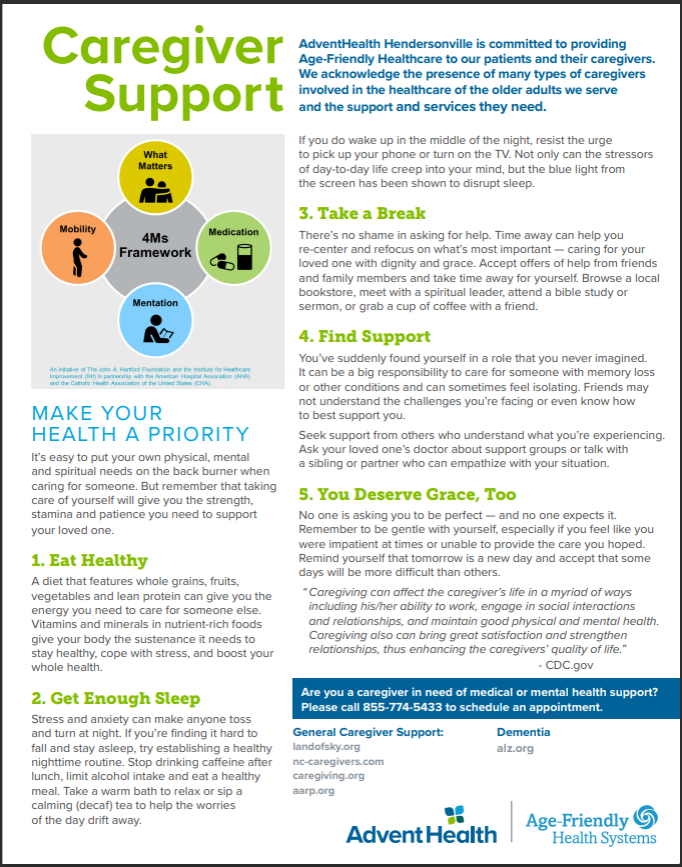 Caregiver
Support
AdventHealth Hendersonville is committed to providing
Age-Friendly Healthcare to our patients and their caregivers.
We acknowledge the presence of many types of caregivers
involved in the healthcare of the older adults we serve
and the support and services they need.
What
Matters
Mobility
4Ms
Framework
Medication
Mentation
An initiative of The John A. Hartford Foundation and the Institute for Healthcare
Improvement (IHI) in partnership with the American Hospital Association (AHA)
and the Catholic Health Association of the United States (CHA).
MAKE YOUR
HEALTH A PRIORITY
It's easy to put your own physical, mental
and spiritual needs on the back burner when
caring for someone. But remember that taking
care of yourself will give you the strength,
stamina and patience you need to support
your loved one.
1. Eat Healthy
A diet that features whole grains, fruits,
vegetables and lean protein can give you the
energy you need to care for someone else.
Vitamins and minerals in nutrient-rich foods
give your body the sustenance it needs to
stay healthy, cope with stress, and boost your
whole health.
2. Get Enough Sleep
Stress and anxiety can make anyone toss
and turn at night. If you're finding it hard to
fall and stay asleep, try establishing a healthy
nighttime routine. Stop drinking caffeine after
lunch, limit alcohol intake and eat a healthy
meal. Take a warm bath to relax or sip a
calming (decaf) tea to help the worries
of the day drift away.
If you do wake up in the middle of the night, resist the urge
to pick up your phone or turn on the TV. Not only can the stressors
of day-to-day life creep into your mind, but the blue light from
the screen has been shown to disrupt sleep.
3. Take a Break
There's no shame in asking for help. Time away can help you
re-center and refocus on what's most important — caring for your
loved one with dignity and grace. Accept offers of help from friends
and family members and take time away for yourself. Browse a local
bookstore, meet with a spiritual leader, attend a bible study or
sermon, or grab a cup of coffee with a friend.
4. Find Support
You've suddenly found yourself in a role that you never imagined.
It can be a big responsibility to care for someone with memory loss
or other conditions and can sometimes feel isolating. Friends may
not understand the challenges you're facing or even know how
to best support you.
Seek support from others who understand what you're experiencing.
Ask your loved one's doctor about support groups or talk with
a sibling or partner who can empathize with your situation.
5. You Deserve Grace, Too
No one is asking you to be perfect — and no one expects it.
Remember to be gentle with yourself, especially if you feel like you
were impatient at times or unable to provide the care you hoped.
Remind yourself that tomorrow is a new day and accept that some
days will be more difficult than others.
"Caregiving can affect the caregiver's life in a myriad of ways
including his/her ability to work, engage in social interactions
and relationships, and maintain good physical and mental health.
Caregiving also can bring great satisfaction and strengthen
relationships, thus enhancing the caregivers' quality of life."
- CDC.gov
Are you a caregiver in need of medical or mental health support?
Please call 855-774-5433 to schedule an appointment.
General Caregiver Support:
landofsky.org
nc-caregivers.com
caregiving.org
aarp.org
Dementia
alz.org
AdventHealth
Age-Friendly
Health Systems